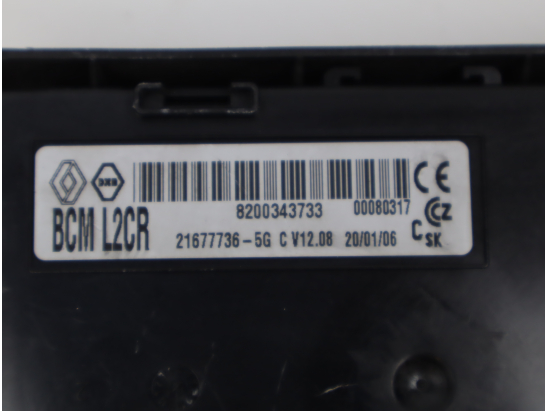 8200343733 00080317
BCM L2CR 21677736-5G C V12.08 20/01/06
CE
CZ
C SK